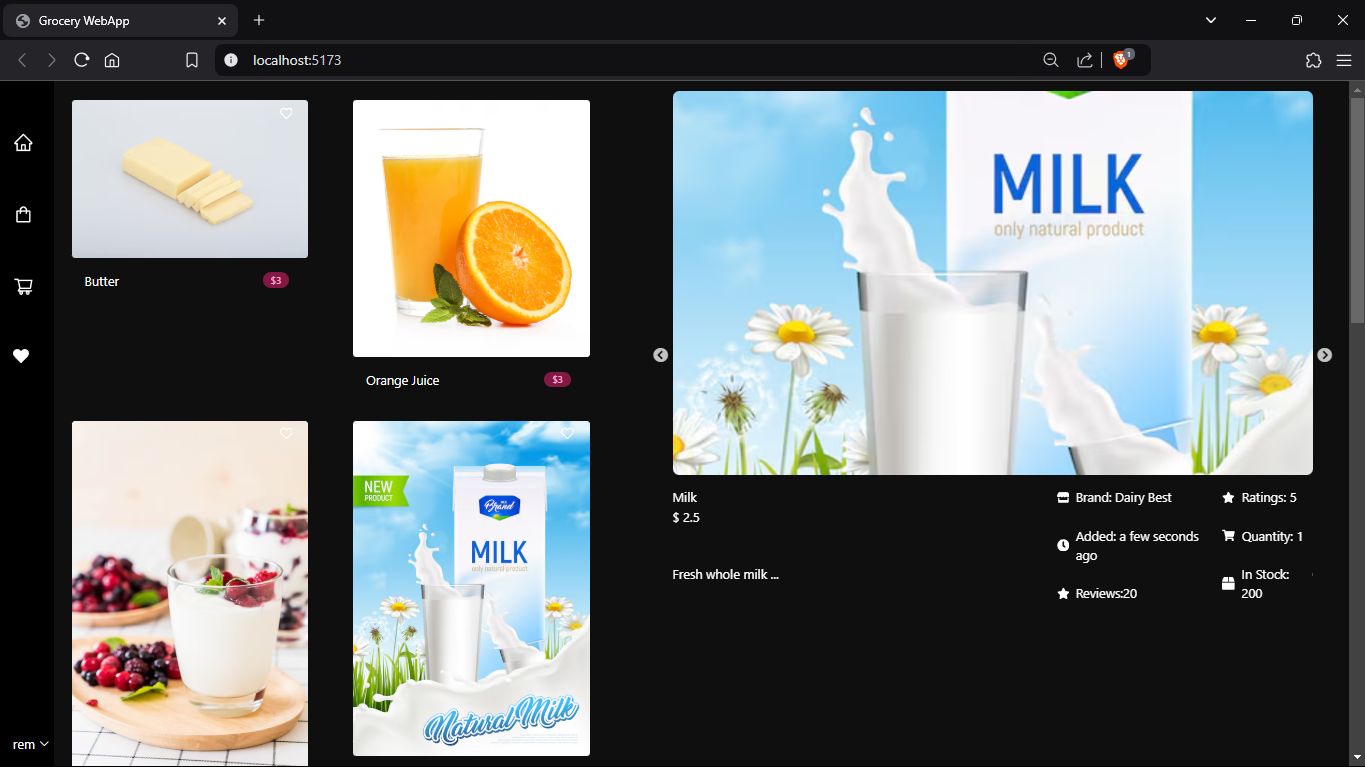 Grocery WebApp
localhost:5173
1
Butter
$3
Orange Juice
$3
NEW
PRODUCT
Brand
MILK
only natural product
Natural Milk
MILK
only natural product
Milk
$ 2.5
Fresh whole milk ...
Brand: Dairy Best
Added: a few seconds
ago
Reviews:20
Ratings: 5
Quantity: 1
In Stock:
200
rem